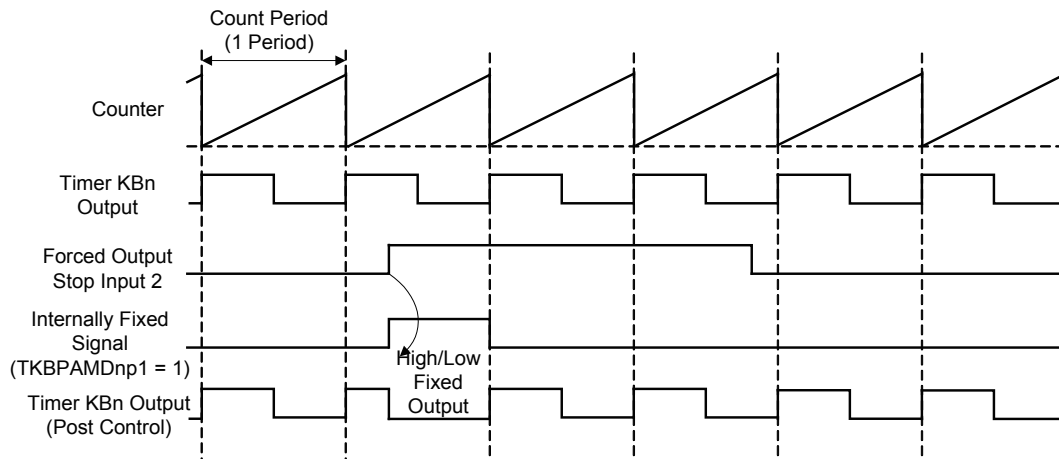 Count Period
(1 Period)
Counter
Timer KBn
Output
Forced Output
Stop Input 2
Internally Fixed
Signal
(TKBPAMDnp1 = 1)
High/Low
Fixed
Output
Timer KBn Output
(Post Control)